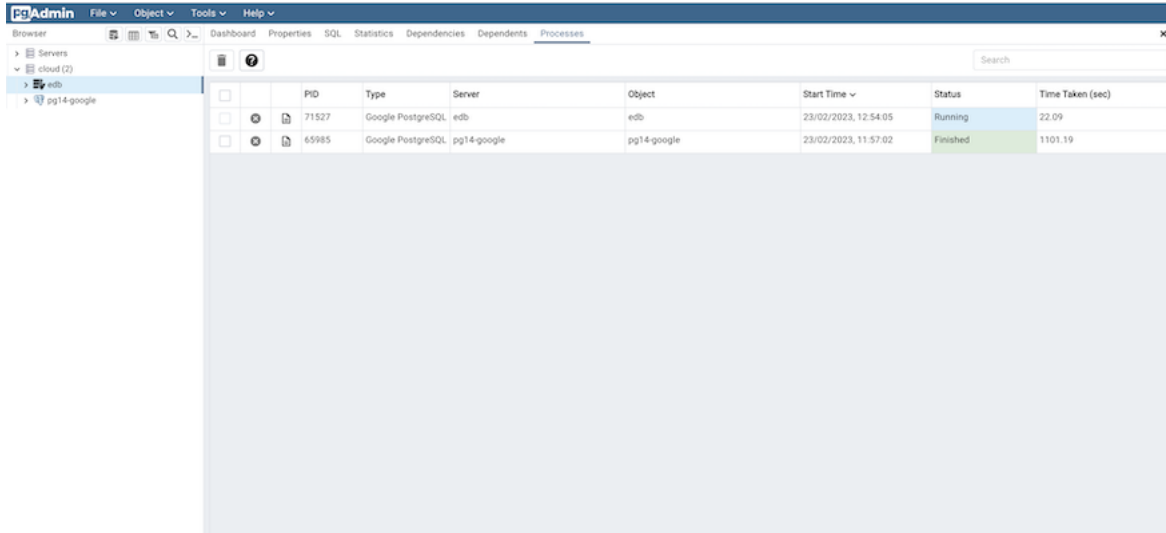 pgAdmin File Object Tools Help
Browser Dashboard Properties SQL Statistics Dependencies Dependents Processes
Servers
cloud (2)
edb
pg14-google
Search
PID Type Server Object Start Time Status Time Taken (sec)
71527 Google PostgreSQL edb edb 23/02/2023, 12:54:05 Running 22.09
65985 Google PostgreSQL pg14-google pg14-google 23/02/2023, 11:57:02 Finished 1101.19